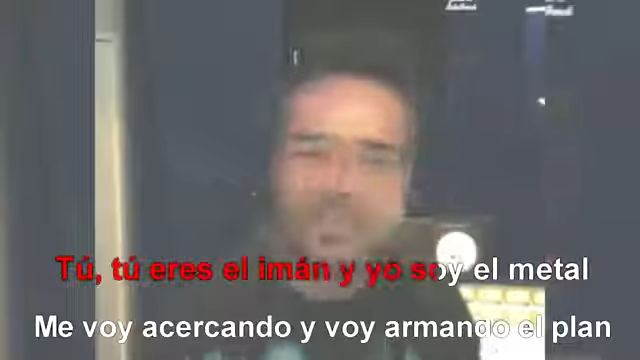 Tú, tú eres el imán y yo soy el metal
Me voy acercando y voy armando el plan